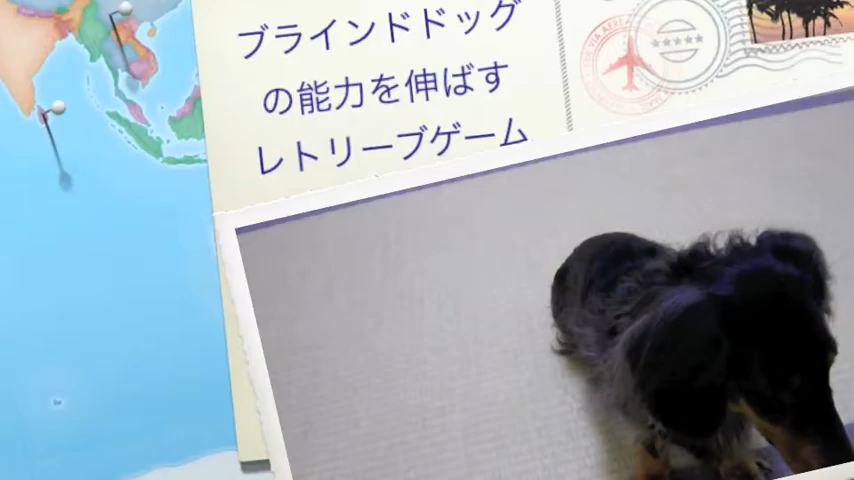 ブラインドドッグ
の能力を伸ばす
レトリーブゲーム